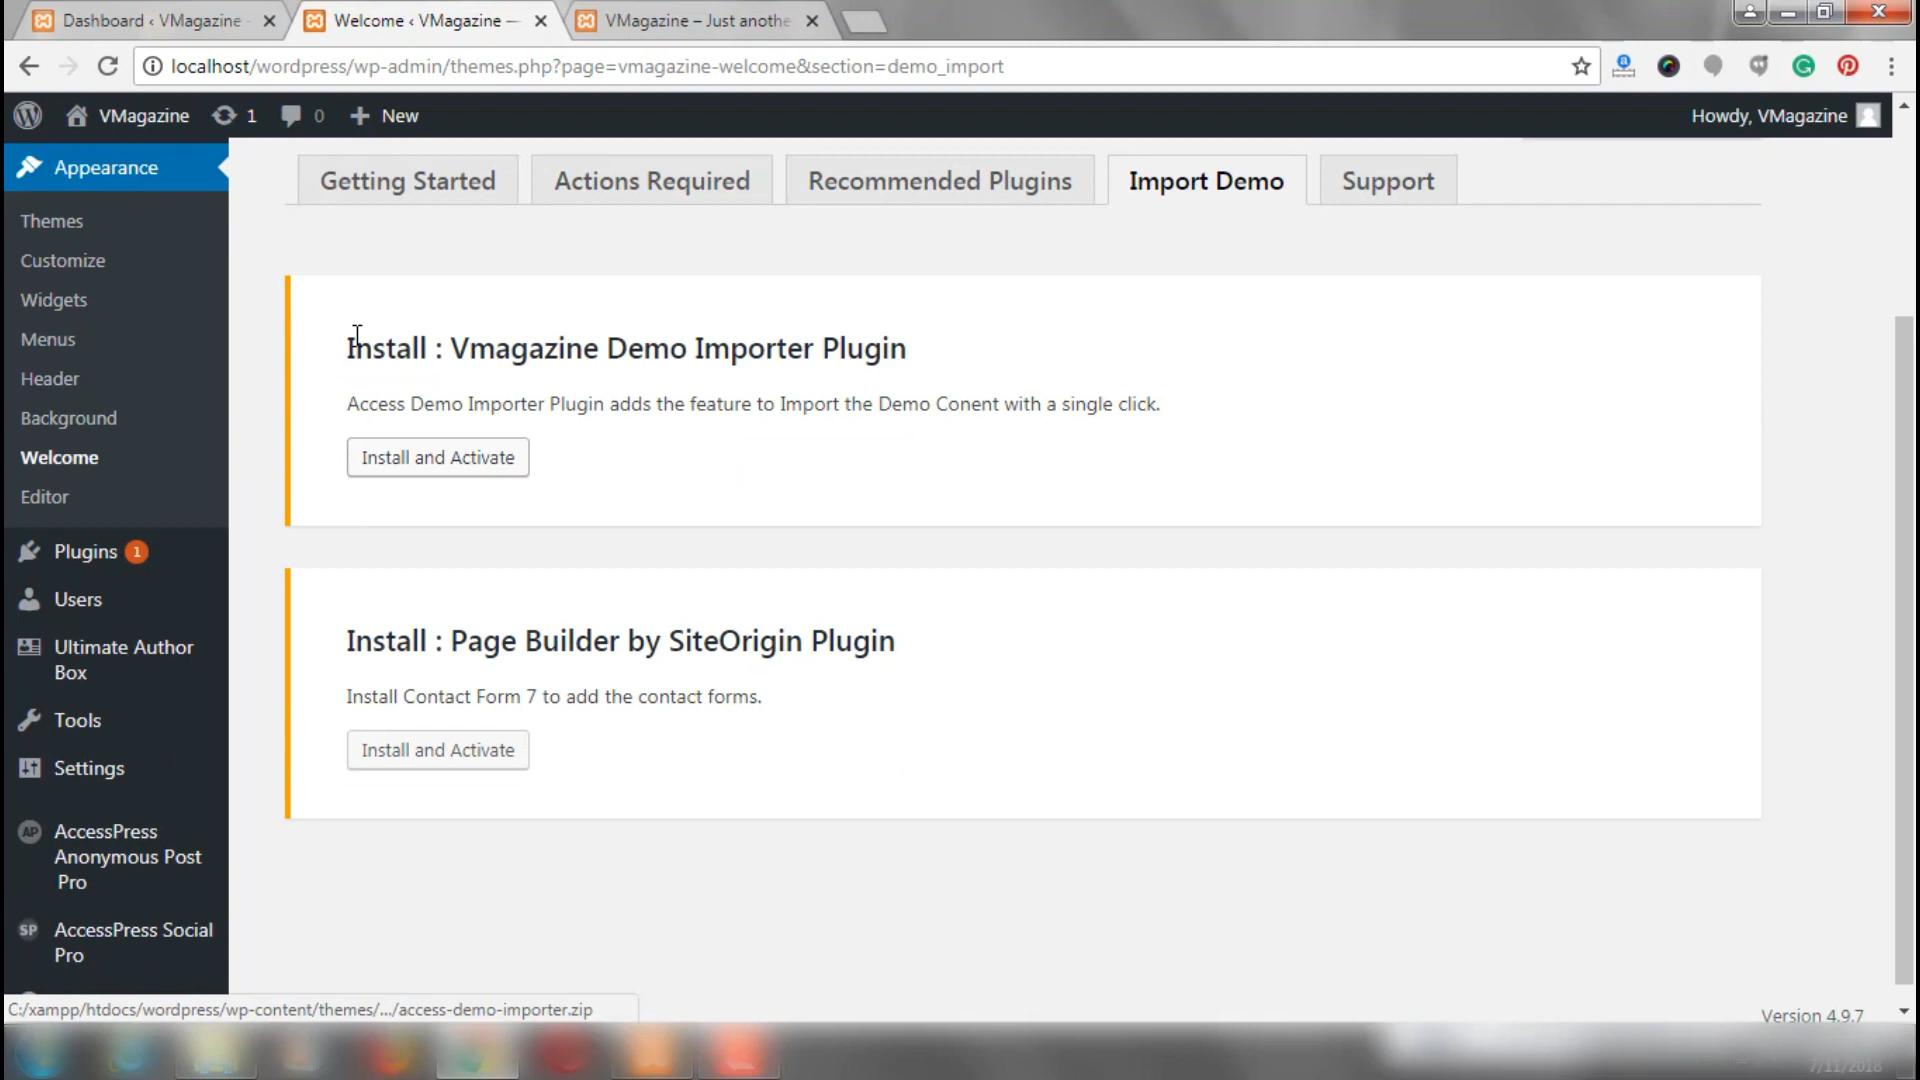 Dashboard ‹ VMagazine
Welcome ‹ VMagazine —
VMagazine – Just anothe
localhost/wordpress/wp-admin/themes.php?page=vmagazine-welcome&section=demo_import
VMagazine 1 0 New
Howdy, VMagazine
Appearance
Themes
Customize
Widgets
Menus
Header
Background
Welcome
Editor
Plugins 1
Users
Ultimate Author
Box
Tools
Settings
AP
AccessPress
Anonymous Post
Pro
SP
AccessPress Social
Pro
Getting Started
Actions Required
Recommended Plugins
Import Demo
Support
Install : Vmagazine Demo Importer Plugin
Access Demo Importer Plugin adds the feature to Import the Demo Conent with a single click.
Install and Activate
Install : Page Builder by SiteOrigin Plugin
Install Contact Form 7 to add the contact forms.
Install and Activate
C:/xampp/htdocs/wordpress/wp-content/themes/.../access-demo-importer.zip
Version 4.9.7
7/11/2018